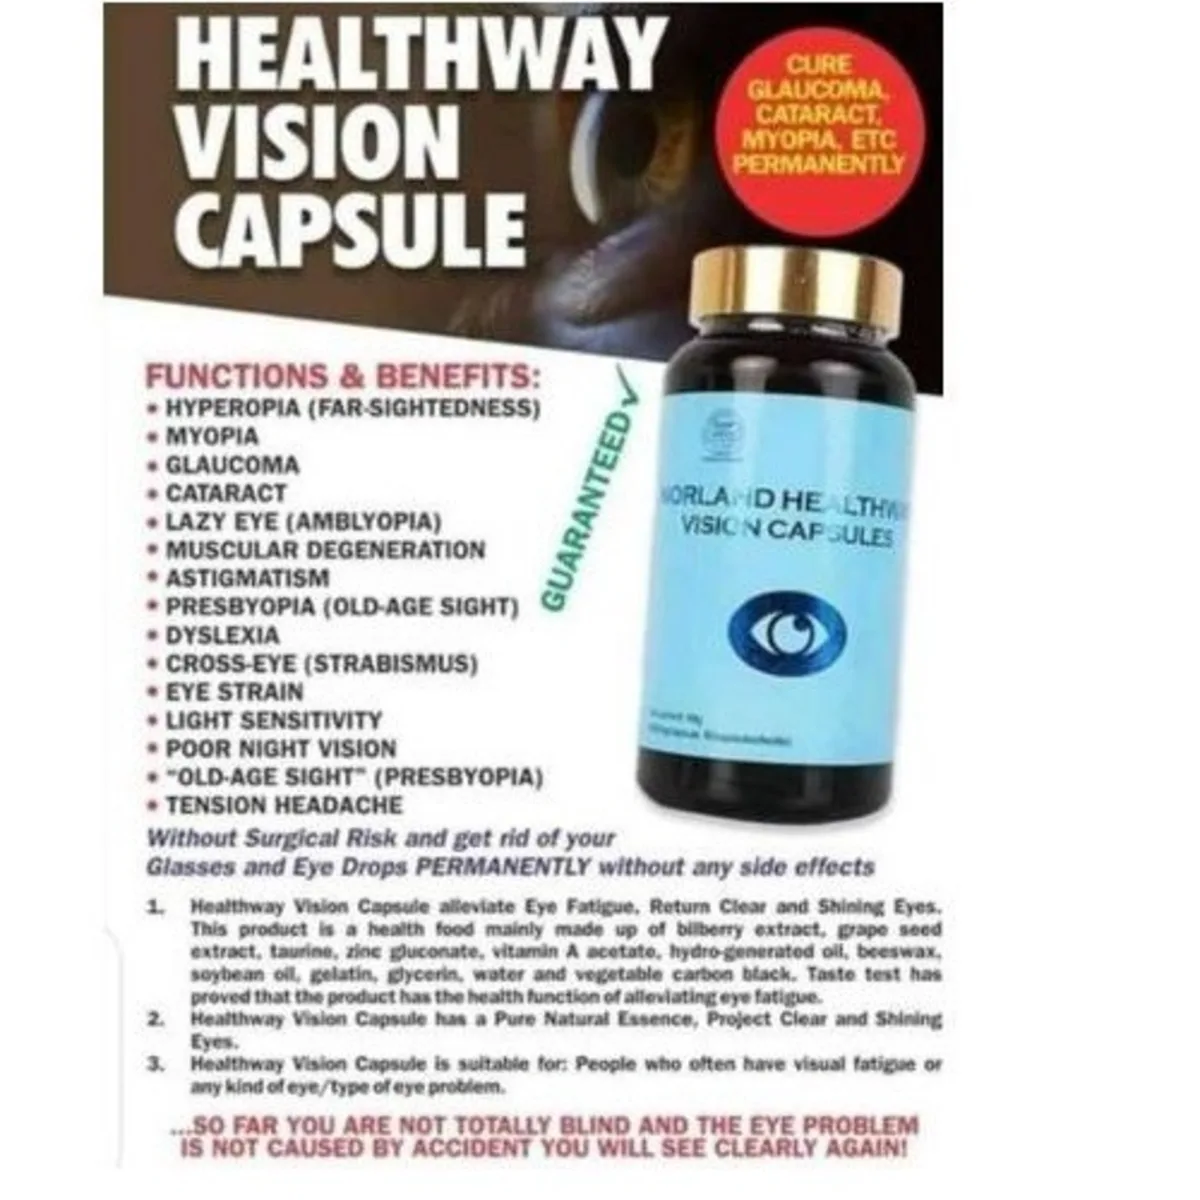 HEALTHWAY
VISION
CAPSULE
CURE
GLAUCOMA,
CATARACT,
MYOPIA, ETC
PERMANENTLY
FUNCTIONS & BENEFITS:
• HYPEROPIA (FAR-SIGHTEDNESS)
• MYOPIA
• GLAUCOMA
• CATARACT
• LAZY EYE (AMBLYOPIA)
• MUSCULAR DEGENERATION
• ASTIGMATISM
• PRESBYOPIA (OLD-AGE SIGHT)
• DYSLEXIA
• CROSS-EYE (STRABISMUS)
• EYE STRAIN
• LIGHT SENSITIVITY
• POOR NIGHT VISION
• "OLD-AGE SIGHT" (PRESBYOPIA)
• TENSION HEADACHE
GUARANTEED✓
NORLAND HEALTHWAY
VISION CAPSULES
Without Surgical Risk and get rid of your
Glasses and Eye Drops PERMANENTLY without any side effects
1. Healthway Vision Capsule alleviate Eye Fatigue, Return Clear and Shining Eyes.
This product is a health food mainly made up of bilberry extract, grape seed
extract, taurine, zinc gluconate, vitamin A acetate, hydro-generated oil, beeswax,
soybean oil, gelatin, glycerin, water and vegetable carbon black. Taste test has
proved that the product has the health function of alleviating eye fatigue.
2. Healthway Vision Capsule has a Pure Natural Essence, Project Clear and Shining
Eyes.
3. Healthway Vision Capsule is suitable for: People who often have visual fatigue or
any kind of eye/type of eye problem.
...SO FAR YOU ARE NOT TOTALLY BLIND AND THE EYE PROBLEM
IS NOT CAUSED BY ACCIDENT YOU WILL SEE CLEARLY AGAIN!